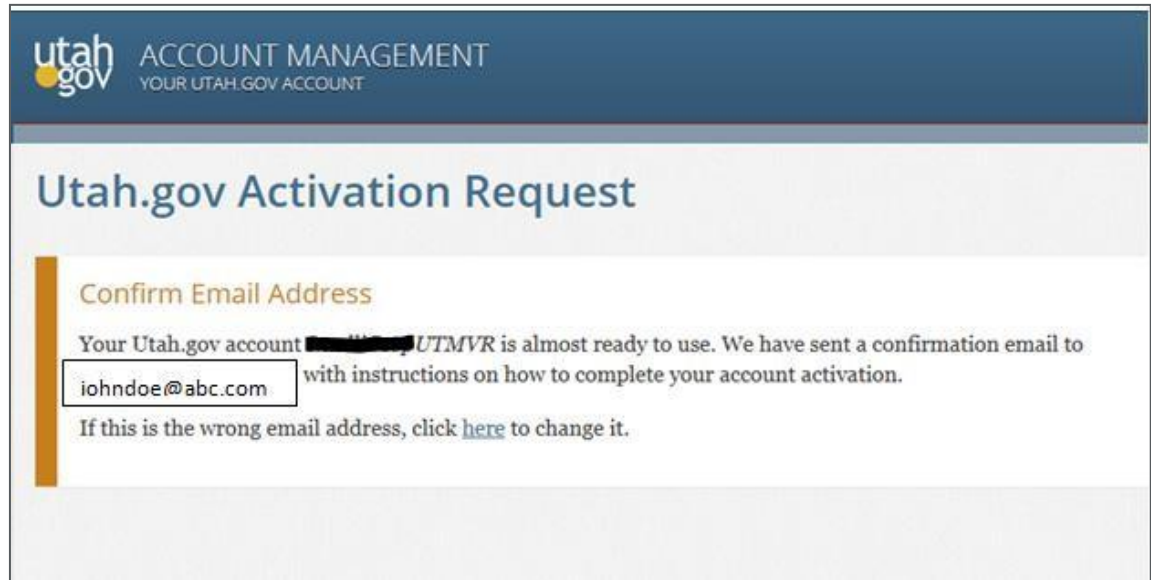 utah
gov
ACCOUNT MANAGEMENT
YOUR UTAH.GOV ACCOUNT
Utah.gov Activation Request
Confirm Email Address
Your Utah.gov account UTMVR is almost ready to use. We have sent a confirmation email to
iohndoe@abc.com with instructions on how to complete your account activation.
If this is the wrong email address, click here to change it.